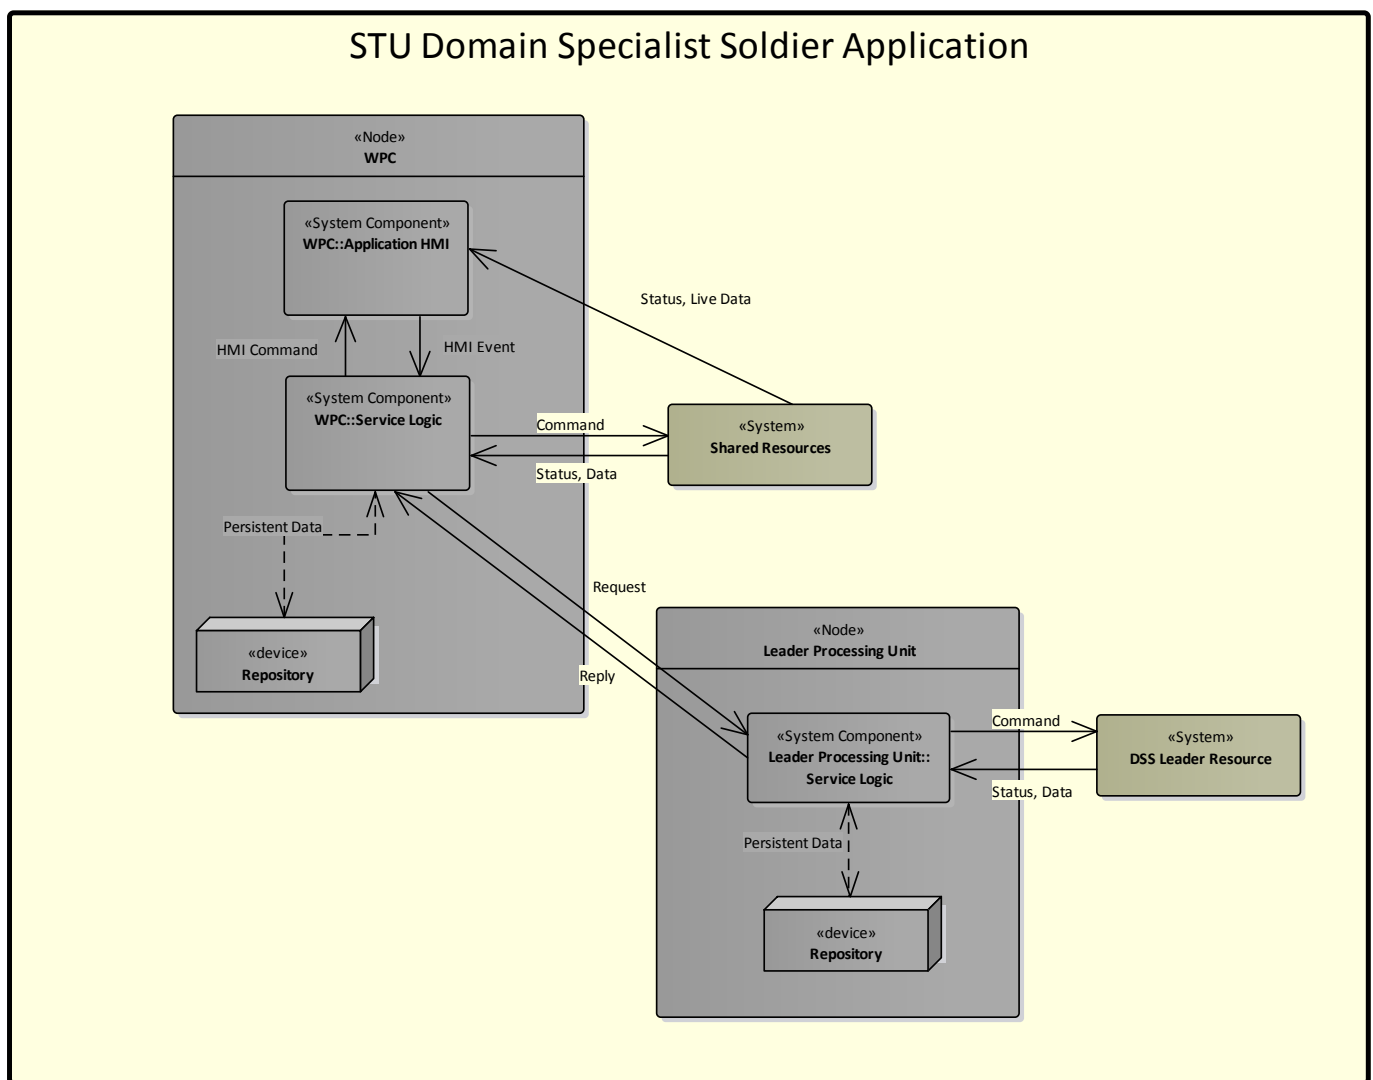 STU Domain Specialist Soldier Application
«Node»
WPC
«System Component»
WPC::Application HMI
Status, Live Data
HMI Command
HMI Event
«System Component»
WPC::Service Logic
Command
Status, Data
«System»
Shared Resources
Persistent Data
Request
Reply
«device»
Repository
«Node»
Leader Processing Unit
«System Component»
Leader Processing Unit::
Service Logic
Command
Status, Data
«System»
DSS Leader Resource
Persistent Data
«device»
Repository